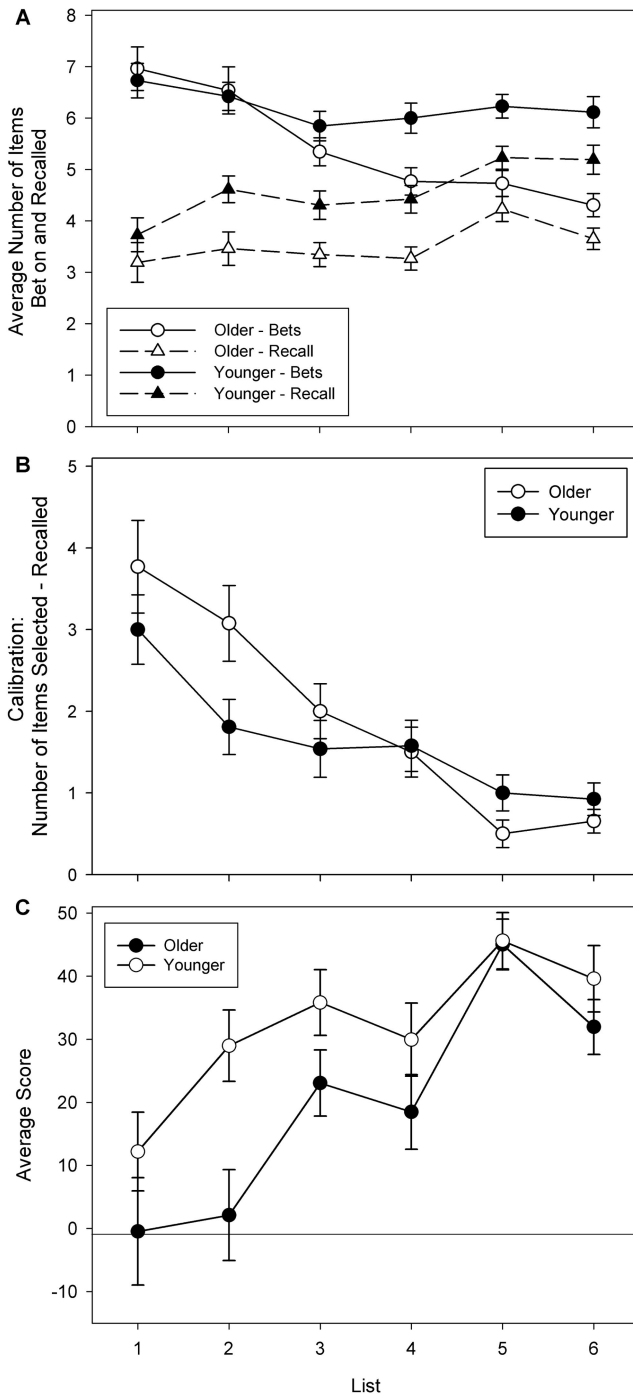 A
8
7
6
5
4
3
2
1
0
Average Number of Items
Bet on and Recalled
Older - Bets
Older - Recall
Younger - Bets
Younger - Recall
B
5
4
3
2
1
0
Calibration:
Number of Items Selected - Recalled
Older
Younger
C
50
40
30
20
10
0
-10
Average Score
Older
Younger
1 2 3 4 5 6
List